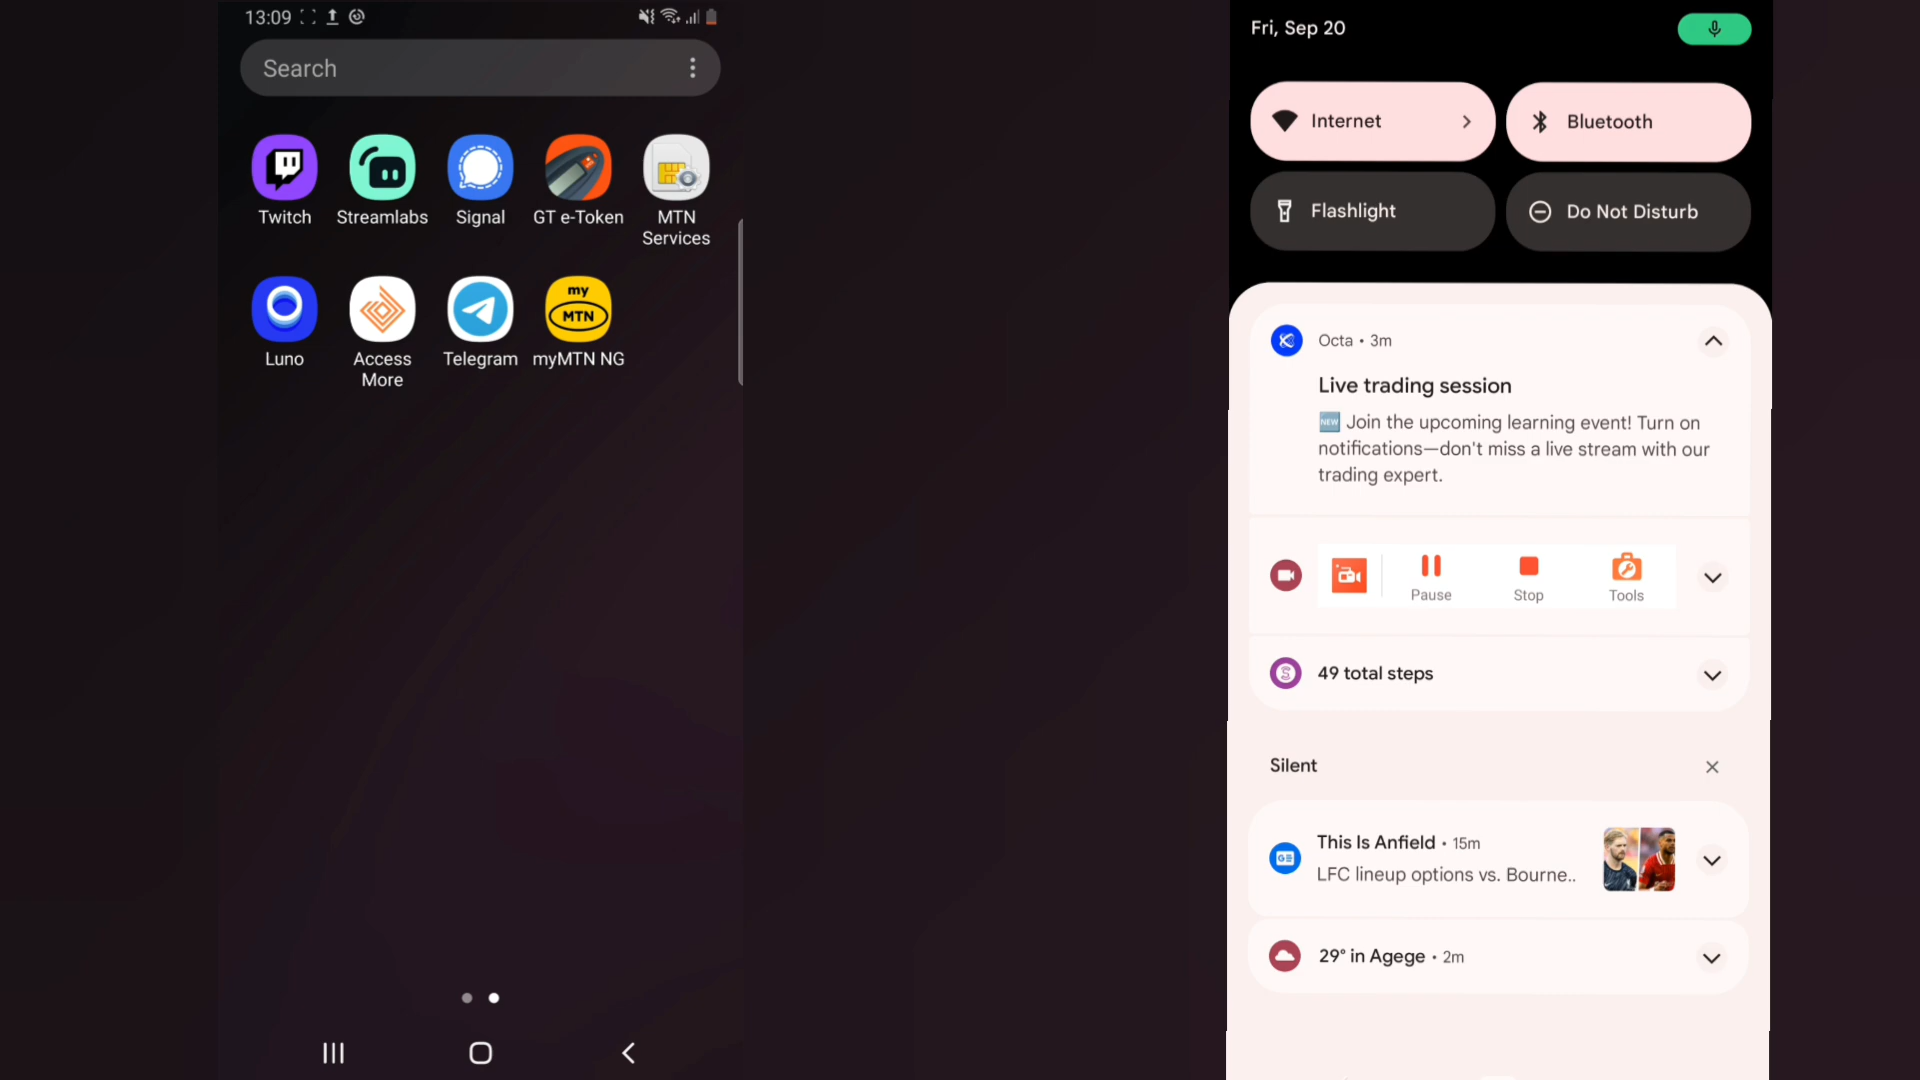 13:09
Search
Twitch
Streamlabs
Signal
GT e-Token
MTN
Services
Luno
Access
More
Telegram
my
MTN
myMTN NG
Fri, Sep 20
Internet
Bluetooth
Flashlight
Do Not Disturb
Octa • 3m
Live trading session
🆕 Join the upcoming learning event! Turn on
notifications—don't miss a live stream with our
trading expert.
Pause
Stop
Tools
49 total steps
Silent
This Is Anfield • 15m
LFC lineup options vs. Bourne..
29° in Agege • 2m